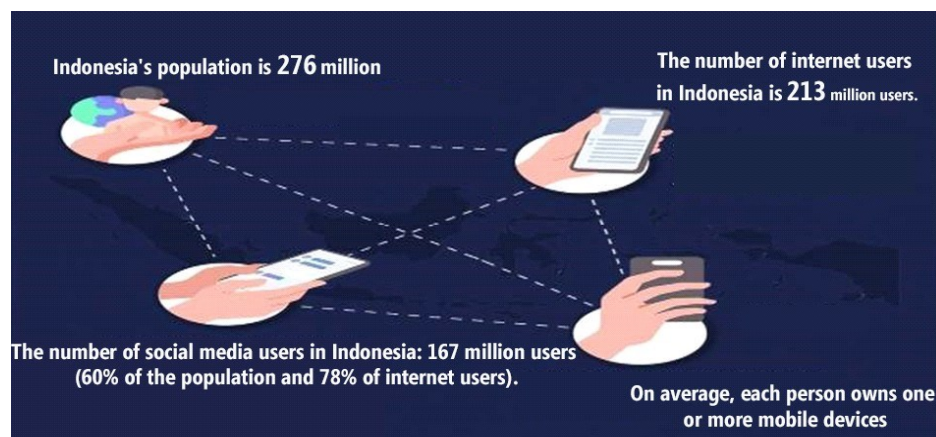 Indonesia's population is 276 million
The number of internet users
in Indonesia is 213 million users.
The number of social media users in Indonesia: 167 million users
(60% of the population and 78% of internet users).
On average, each person owns one
or more mobile devices